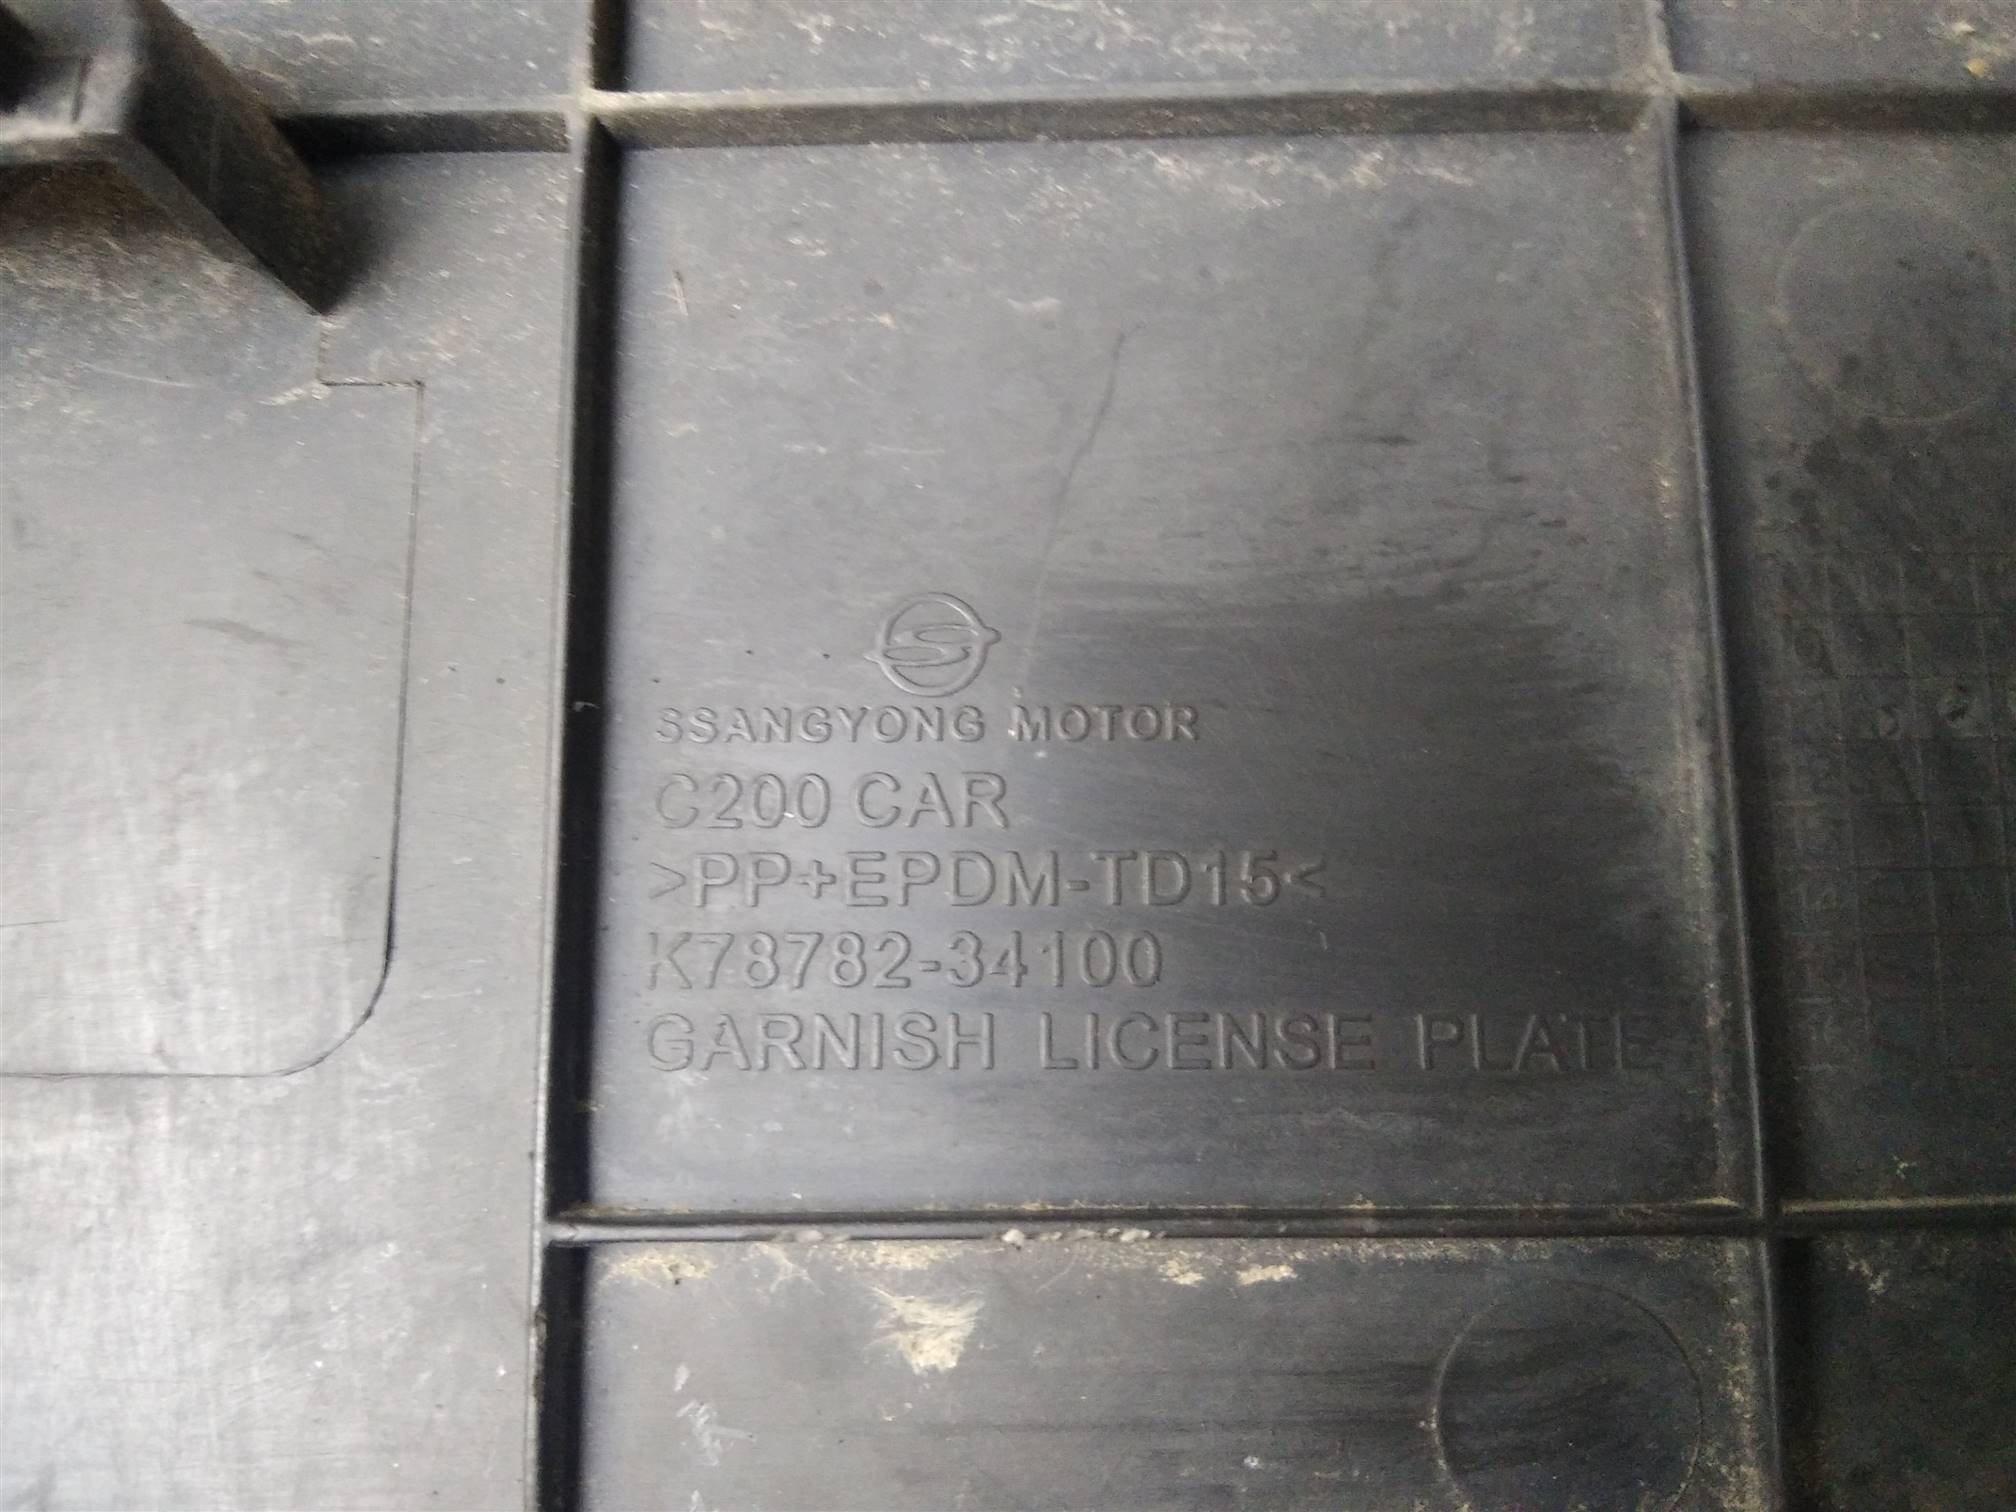 SSANGYONG MOTOR
C200 CAR
>PP+EPDM-TD15<
K78782-34100
GARNISH LICENSE PLATE